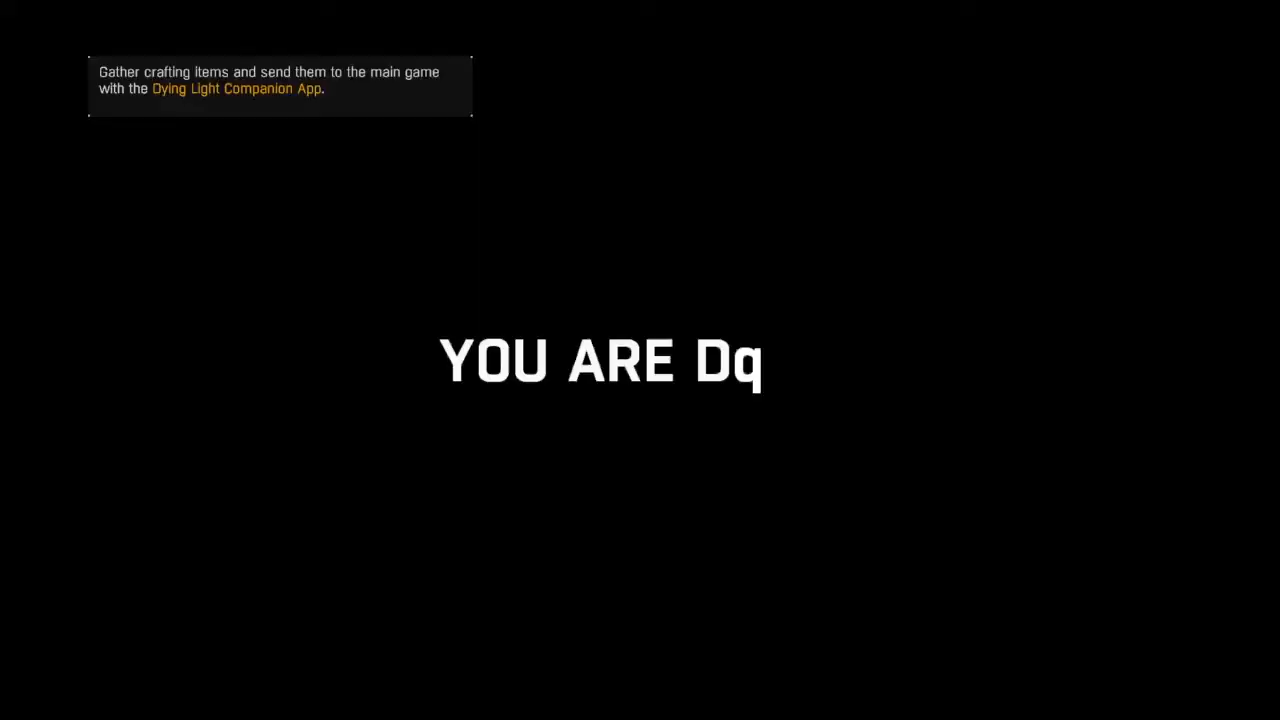 Gather crafting items and send them to the main game
with the Dying Light Companion App.
YOU ARE Dq